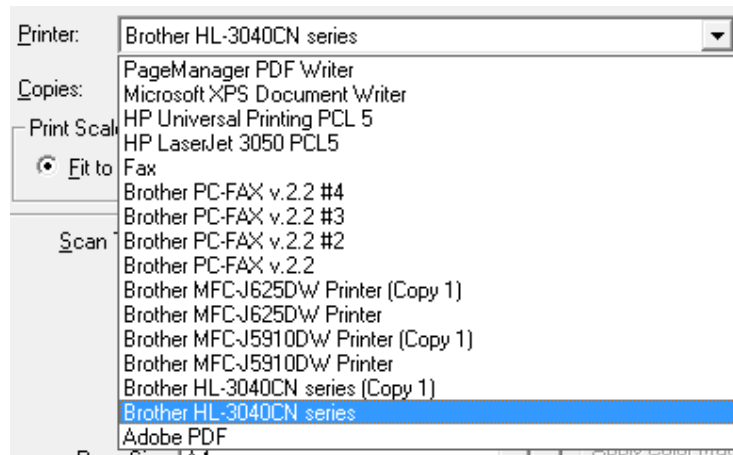 Printer: Brother HL-3040CN series
PageManager PDF Writer
Copies: Microsoft XPS Document Writer
HP Universal Printing PCL 5
Print Scal
HP LaserJet 3050 PCL5
Fit to Fax
Brother PC-FAX v.2.2 #4
Brother PC-FAX v.2.2 #3
Scan Brother PC-FAX v.2.2 #2
Brother PC-FAX v.2.2
Brother MFC-J625DW Printer (Copy 1)
Brother MFC-J625DW Printer
Brother MFC-J5910DW Printer (Copy 1)
Brother MFC-J5910DW Printer
Brother HL-3040CN series (Copy 1)
Brother HL-3040CN series
Adobe PDF